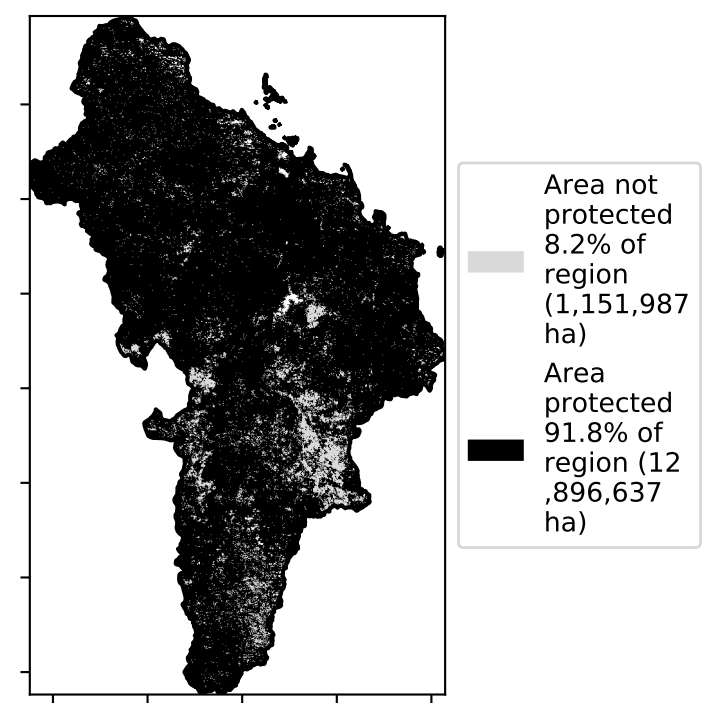 Area not
protected
8.2% of
region
(1,151,987
ha)
Area
protected
91.8% of
region (12
,896,637
ha)